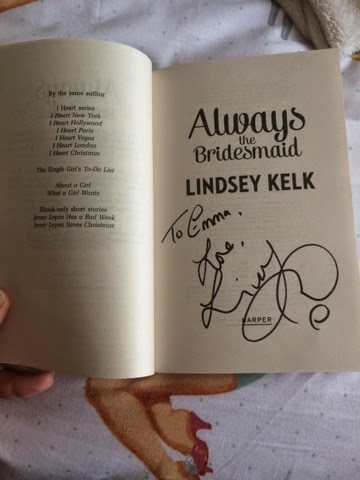 By the same author
I Heart series
I Heart New York
I Heart Hollywood
I Heart Paris
I Heart Vegas
I Heart London
I Heart Christmas
The Single Girl's To-Do List
About a Girl
What a Girl Wants
Ebook-only short stories
Jenny Lopez Has a Bad Week
Jenny Lopez Saves Christmas
Always
the
Bridesmaid
LINDSEY KELK
To Emma,
Love,
HARPER